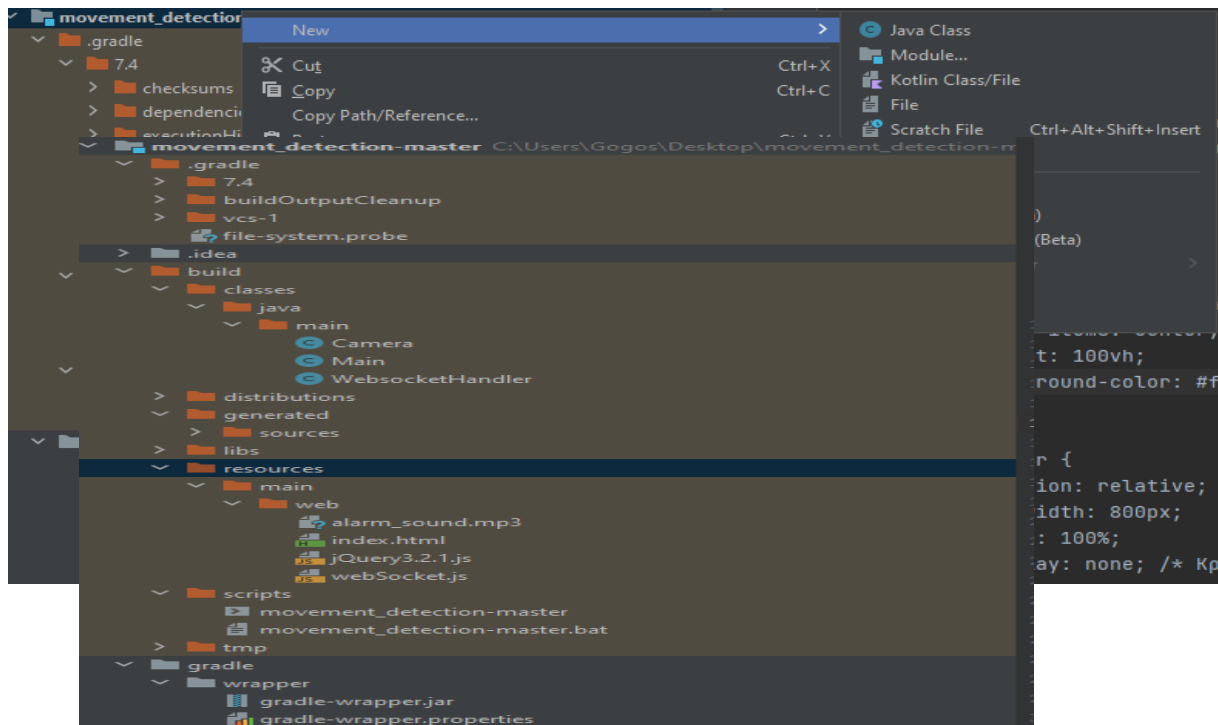 movement_detection
New
Java Class
.gradle
Module...
7.4
Cut
Ctrl+X
Kotlin Class/File
checksums
Copy
Ctrl+C
File
Copy Path/Reference...
Scratch File
Ctrl+Alt+Shift+Insert
movement_detection-master C:\Users\Gogos\Desktop\movement_detection-m
.gradle
7.4
buildOutputCleanup
vcs-1
file-system.probe
(Beta)
.idea
build
classes
java
main
Camera
Main
t: 100vh;
WebsocketHandler
round-color: #f
distributions
generated
sources
libs
r {
resources
main
ion: relative;
web
idth: 800px;
alarm_sound.mp3
index.html
: 100%;
jQuery3.2.1.js
ay: none; /* Κρ
webSocket.js
scripts
movement_detection-master
movement_detection-master.bat
tmp
gradle
wrapper
gradle-wrapper.jar
gradle-wrapper.properties